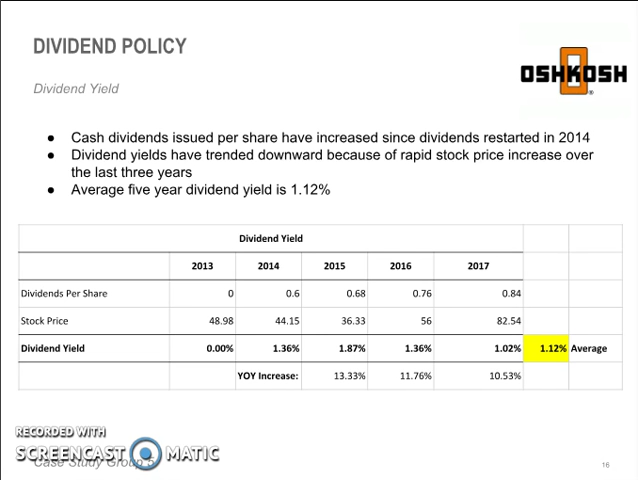 DIVIDEND POLICY
OSHKOSH
®
Dividend Yield
● Cash dividends issued per share have increased since dividends restarted in 2014
● Dividend yields have trended downward because of rapid stock price increase over
the last three years
● Average five year dividend yield is 1.12%
Dividend Yield
2013 2014 2015 2016 2017
Dividends Per Share 0 0.6 0.68 0.76 0.84
Stock Price 48.98 44.15 36.33 56 82.54
Dividend Yield 0.00% 1.36% 1.87% 1.36% 1.02% 1.12% Average
YOY Increase: 13.33% 11.76% 10.53%
RECORDED WITH
SCREENCAST MATIC
Case Study Group 5
16